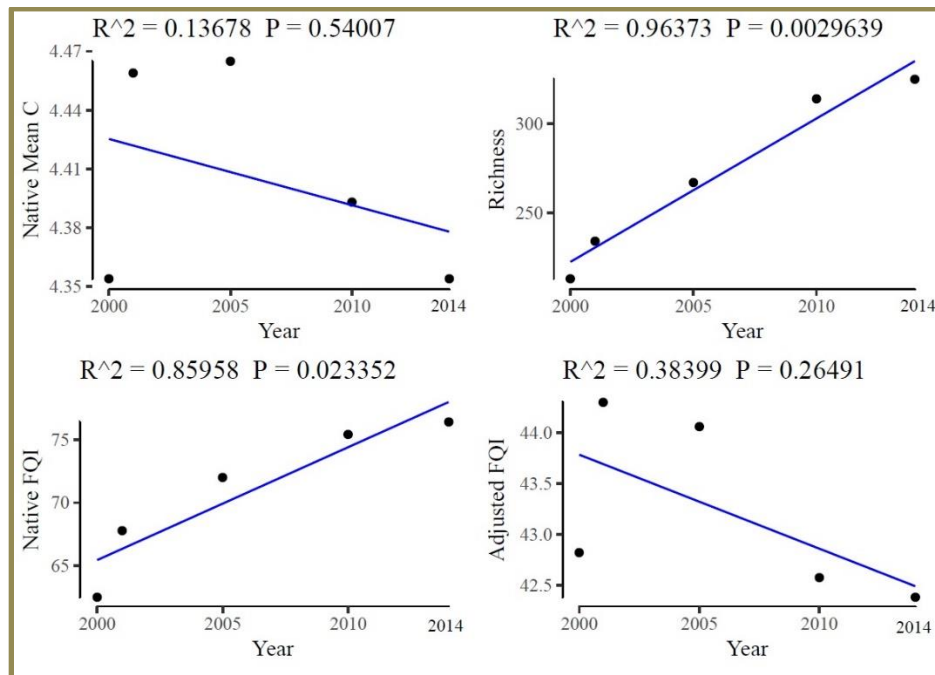 R^2 = 0.13678 P = 0.54007
4.47
4.44
4.41
4.38
4.35
Native Mean C
2000 2005 2010 2014
Year
R^2 = 0.96373 P = 0.0029639
300
250
Richness
2000 2005 2010 2014
Year
R^2 = 0.85958 P = 0.023352
75
70
65
Native FQI
2000 2005 2010 2014
Year
R^2 = 0.38399 P = 0.26491
44.0
43.5
43.0
42.5
Adjusted FQI
2000 2005 2010 2014
Year